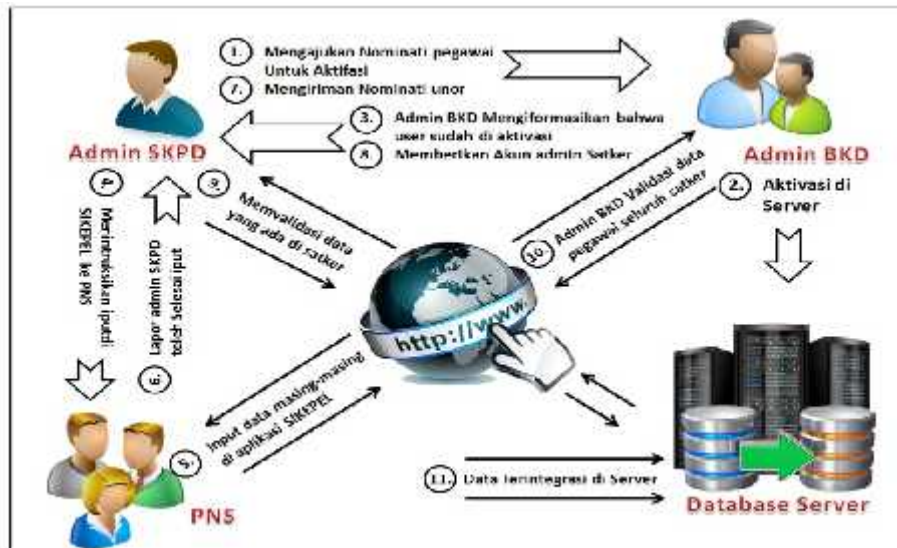 1. Mengajukan Nominati pegawai
Untuk Aktifasi
7. Mengiriman Nominati unor
3. Admin BKD Mengiformasikan bahwa
user sudah di aktivasi
8. Memberikan Akun admin Satker
Admin SKPD
Admin BKD
2. Aktivasi di
Server
4. Merintruksikan iputdi
SIKEPEL ke PNS
6. Lapor admin SKPD
teloh Selesai iput
9. Memvalidasi data
yang ada di satker
10. Admin BKD Validasi data
pegawai seluruh satker
http://www.
5. Input data masing-masing
di aplikasi SIKEPEL
PNS
11. Data Terintegrasi di Server
Database Server